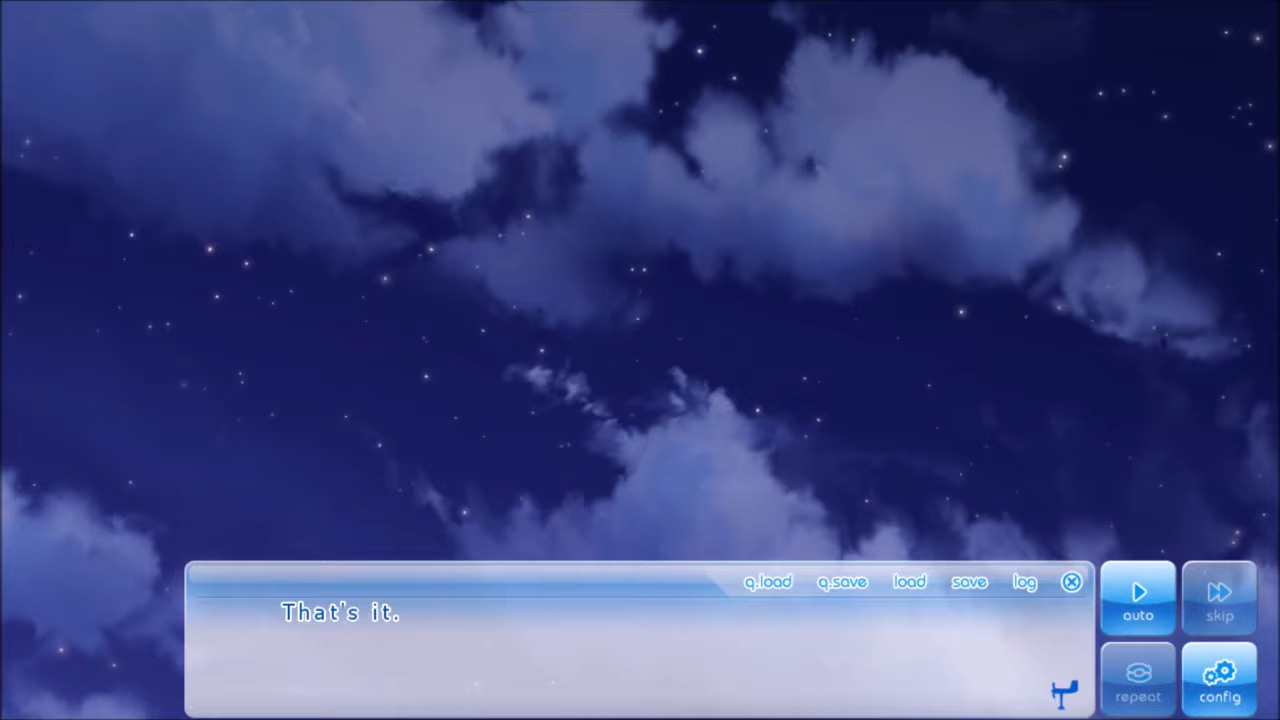 q.load q.save load save log
That's it.
auto
skip
repeat
config